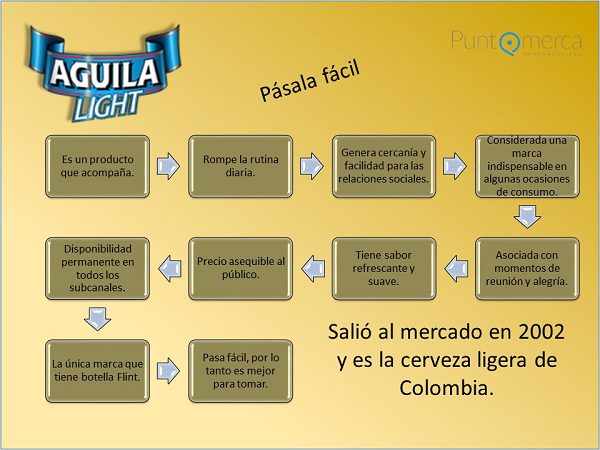 AGUILA
LIGHT
PuntOmerca
Pásala fácil
Es un producto
que acompaña.
Rompe la rutina
diaria.
Genera cercanía y
facilidad para las
relaciones sociales.
Considerada una
marca
indispensable en
algunas ocasiones
de consumo.
Asociada con
momentos de
reunión y alegría.
Tiene sabor
refrescante y
suave.
Precio asequible al
público.
Disponibilidad
permanente en
todos los
subcanales.
La única marca que
tiene botella Flint.
Pasa fácil, por lo
tanto es mejor
para tomar.
Salió al mercado en 2002
y es la cerveza ligera de
Colombia.